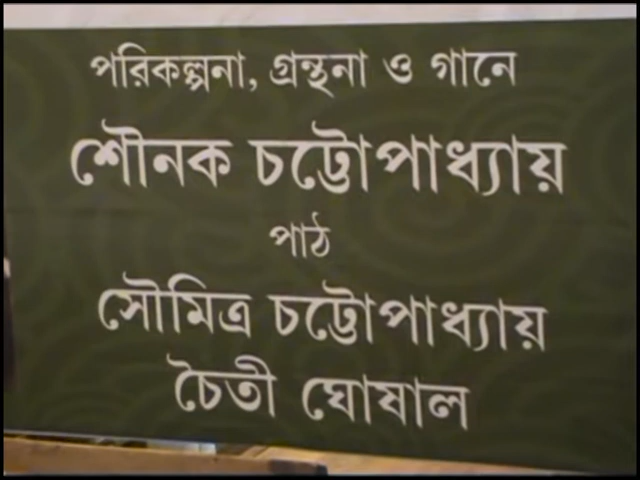 পরিকল্পনা, গ্রন্থনা ও গানে
শৌনক চট্টোপাধ্যায়
পাঠ
সৌমিত্র চট্টোপাধ্যায়
চৈতী ঘোষাল